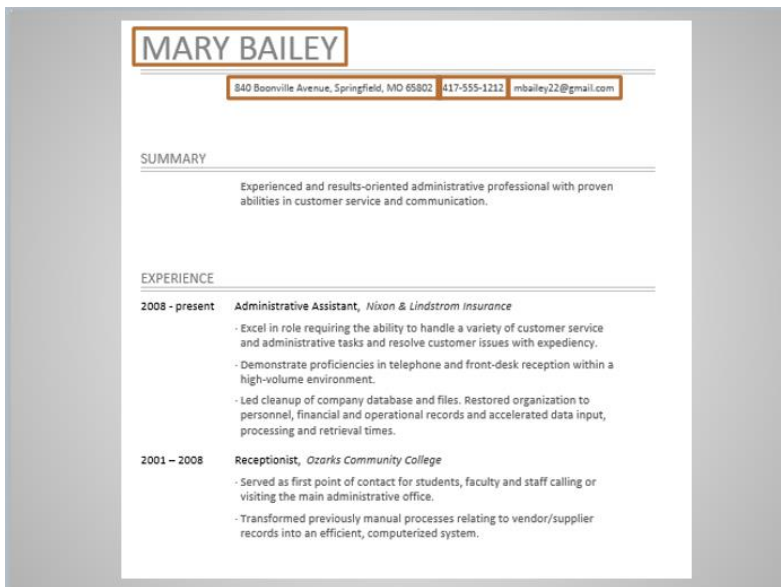 MARY BAILEY
840 Boonville Avenue, Springfield, MO 65802 417-555-1212 mbailey22@gmail.com
SUMMARY
Experienced and results-oriented administrative professional with proven
abilities in customer service and communication.
EXPERIENCE
2008 - present Administrative Assistant, Nixon & Lindstrom Insurance
· Excel in role requiring the ability to handle a variety of customer service
and administrative tasks and resolve customer issues with expediency.
· Demonstrate proficiencies in telephone and front-desk reception within a
high-volume environment.
· Led cleanup of company database and files. Restored organization to
personnel, financial and operational records and accelerated data input,
processing and retrieval times.
2001 – 2008 Receptionist, Ozarks Community College
· Served as first point of contact for students, faculty and staff calling or
visiting the main administrative office.
· Transformed previously manual processes relating to vendor/supplier
records into an efficient, computerized system.